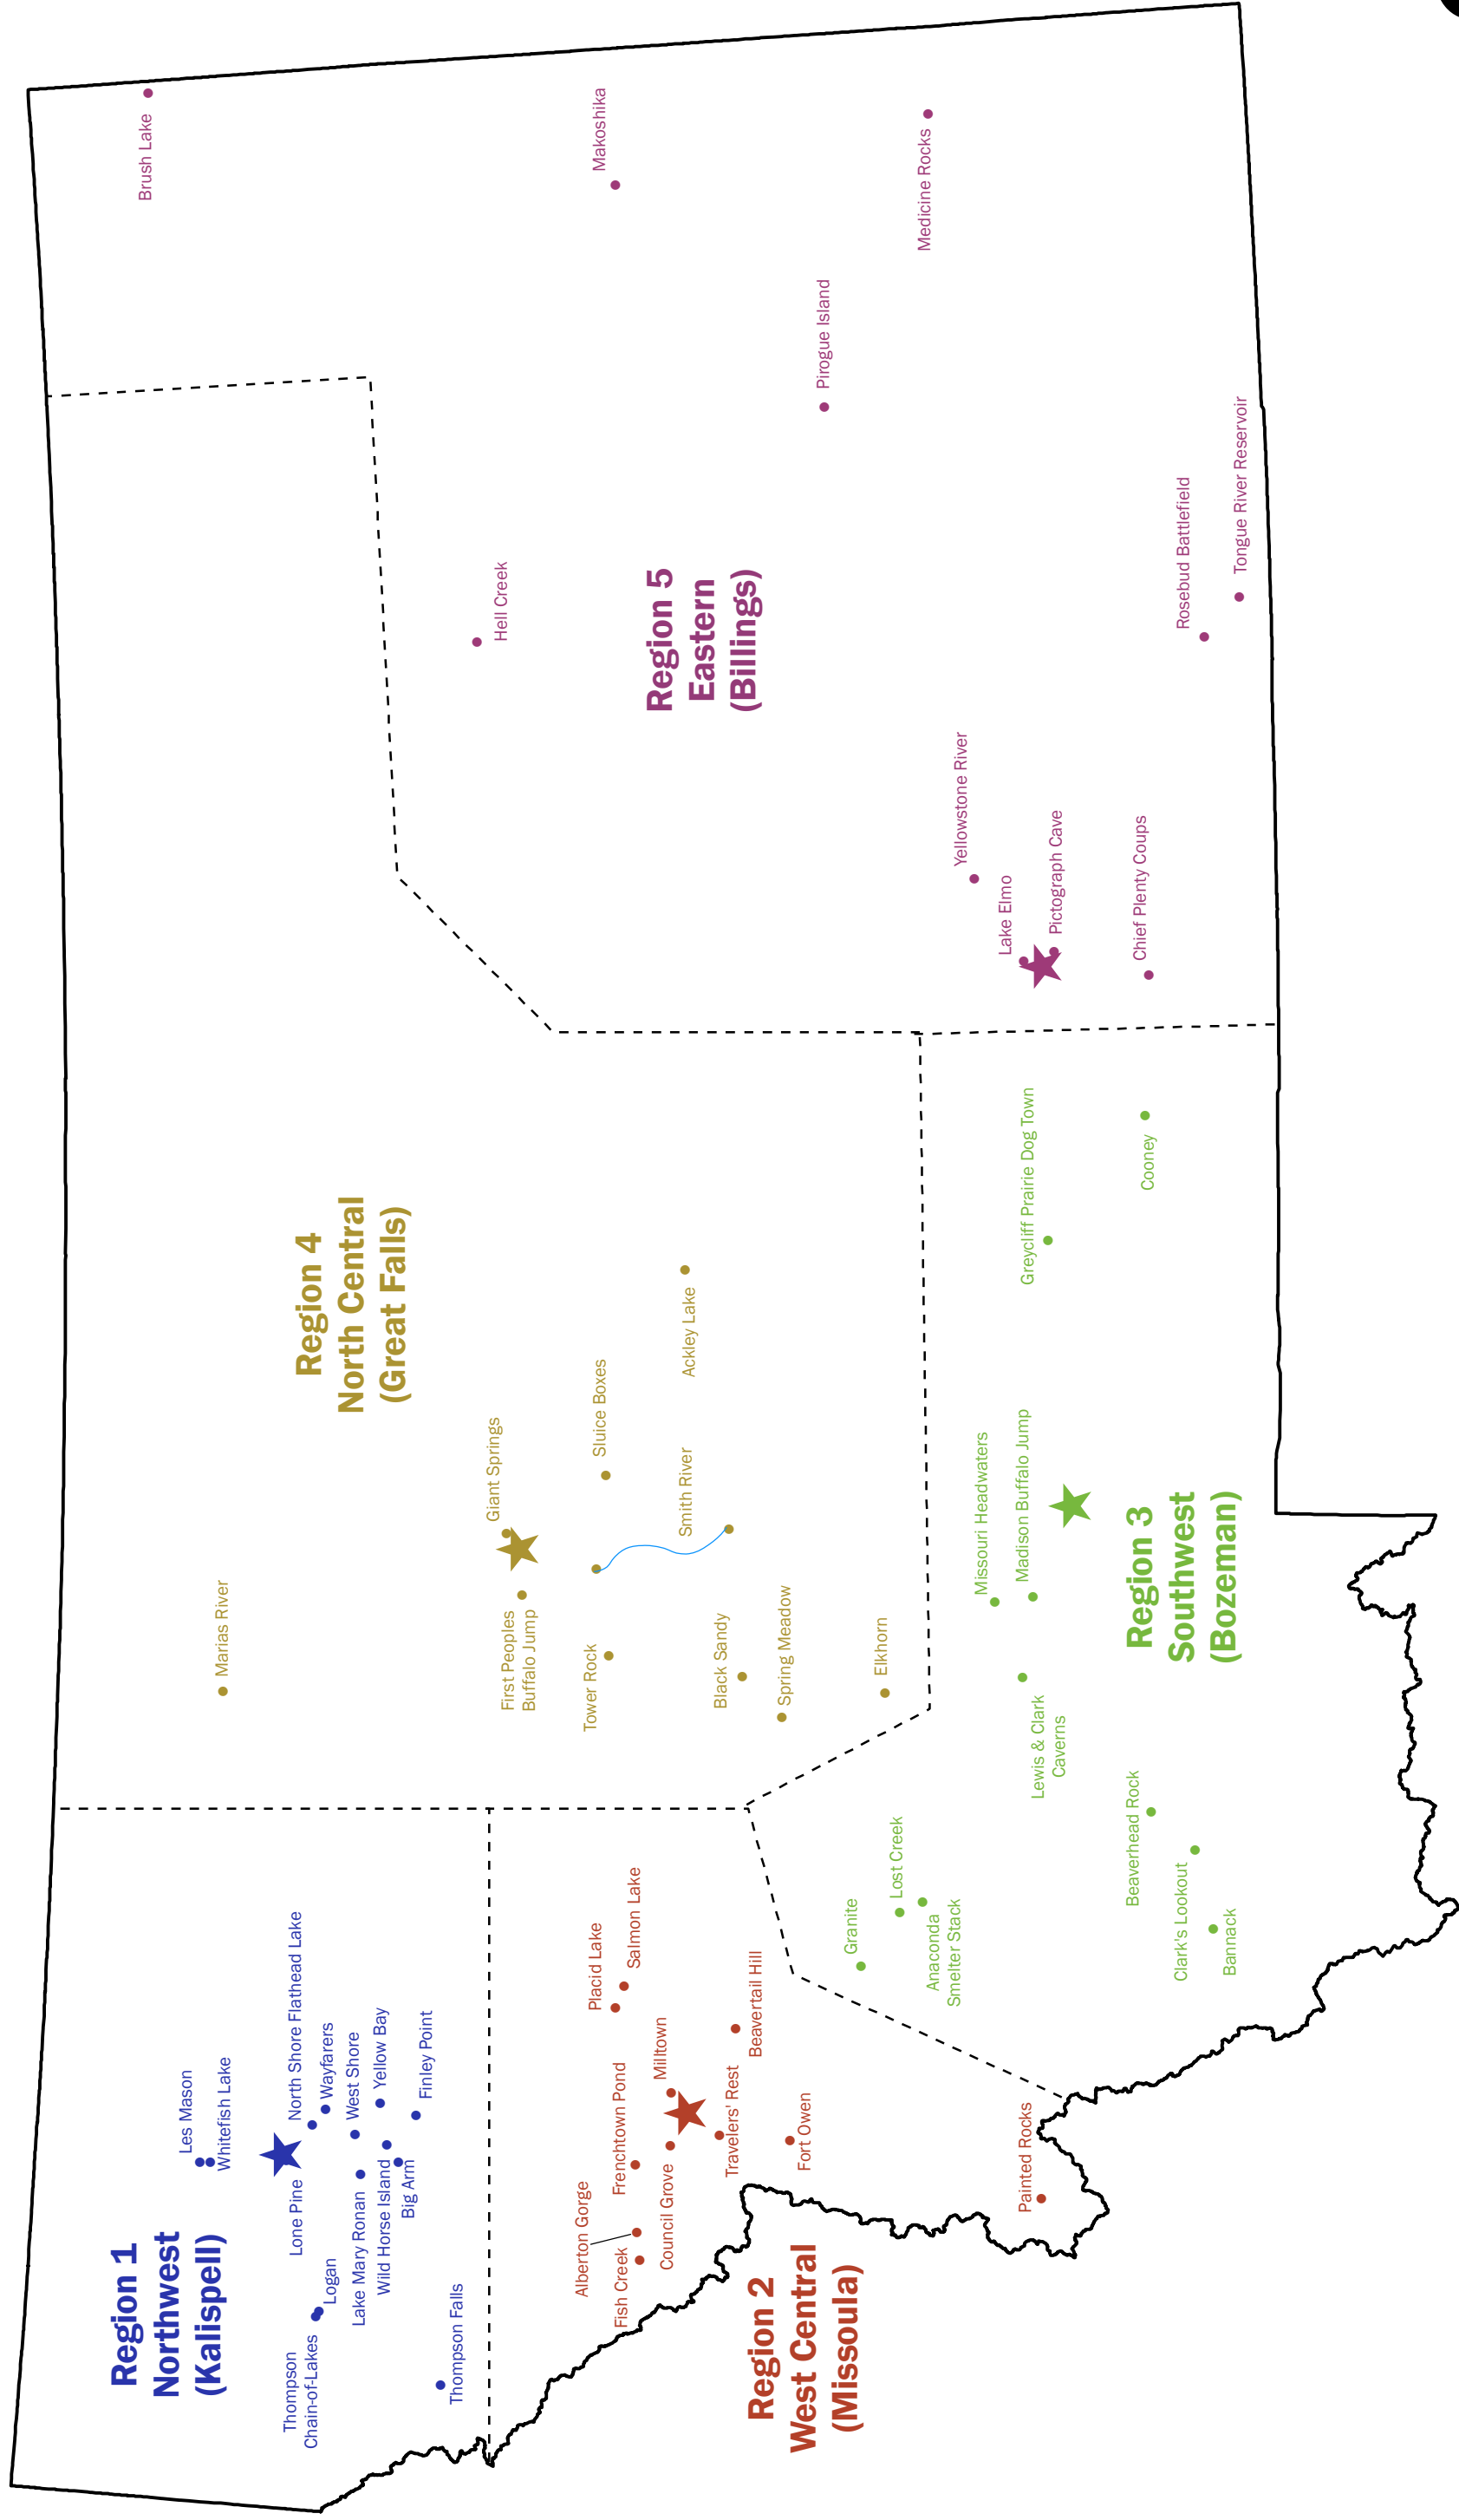 Region 1
Northwest
(Kalispell)
Les Mason
Whitefish Lake
North Shore Flathead Lake
Wayfarers
West Shore
Yellow Bay
Finley Point
Lone Pine
Logan
Lake Mary Ronan
Wild Horse Island
Big Arm
Thompson
Chain-of-Lakes
Thompson Falls
Region 2
West Central
(Missoula)
Placid Lake
Salmon Lake
Milltown
Frenchtown Pond
Beavertail Hill
Travelers' Rest
Fort Owen
Alberton Gorge
Council Grove
Fish Creek
Painted Rocks
Region 3
Southwest
(Bozeman)
Granite
Lost Creek
Anaconda
Smelter Stack
Beaverhead Rock
Clark's Lookout
Bannack
Lewis & Clark
Caverns
Missouri Headwaters
Madison Buffalo Jump
Greycliff Prairie Dog Town
Cooney
Region 4
North Central
(Great Falls)
Marias River
Giant Springs
First Peoples
Buffalo Jump
Sluice Boxes
Ackley Lake
Smith River
Tower Rock
Black Sandy
Spring Meadow
Elkhorn
Region 5
Eastern
(Billings)
Brush Lake
Makoshika
Medicine Rocks
Pirogue Island
Hell Creek
Rosebud Battlefield
Tongue River Reservoir
Yellowstone River
Lake Elmo
Pictograph Cave
Chief Plenty Coups